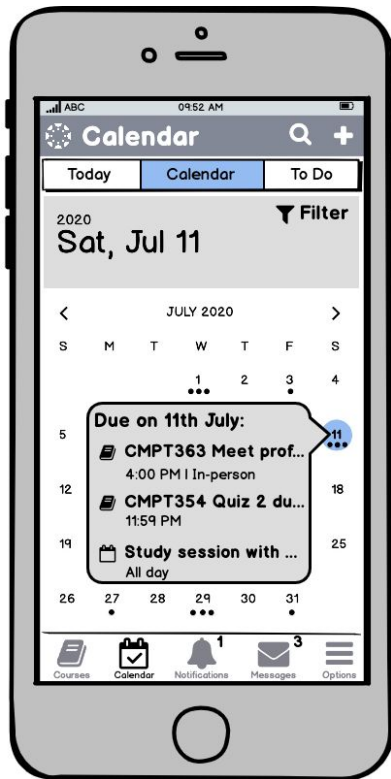 ABC 09:52 AM
Calendar
Today Calendar To Do
2020 Filter
Sat, Jul 11
< JULY 2020 >
S M T W T F S
1 2 3 4
5 11
Due on 11th July:
CMPT363 Meet prof...
4:00 PM | In-person
CMPT354 Quiz 2 du...
11:59 PM
Study session with ...
All day
12 18
19 25
26 27 28 29 30 31
1 3
Courses Calendar Notifications Messages Options